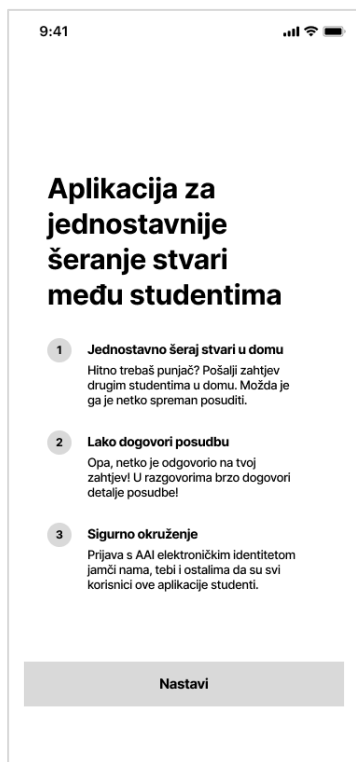 9:41
Aplikacija za
jednostavnije
šeranje stvari
među studentima
1 Jednostavno šeraj stvari u domu
Hitno trebaš punjač? Pošalji zahtjev
drugim studentima u domu. Možda je
ga je netko spreman posuditi.
2 Lako dogovori posudbu
Opa, netko je odgovorio na tvoj
zahtjev! U razgovorima brzo dogovori
detalje posudbe!
3 Sigurno okruženje
Prijava s AAI elektroničkim identitetom
jamči nama, tebi i ostalima da su svi
korisnici ove aplikacije studenti.
Nastavi